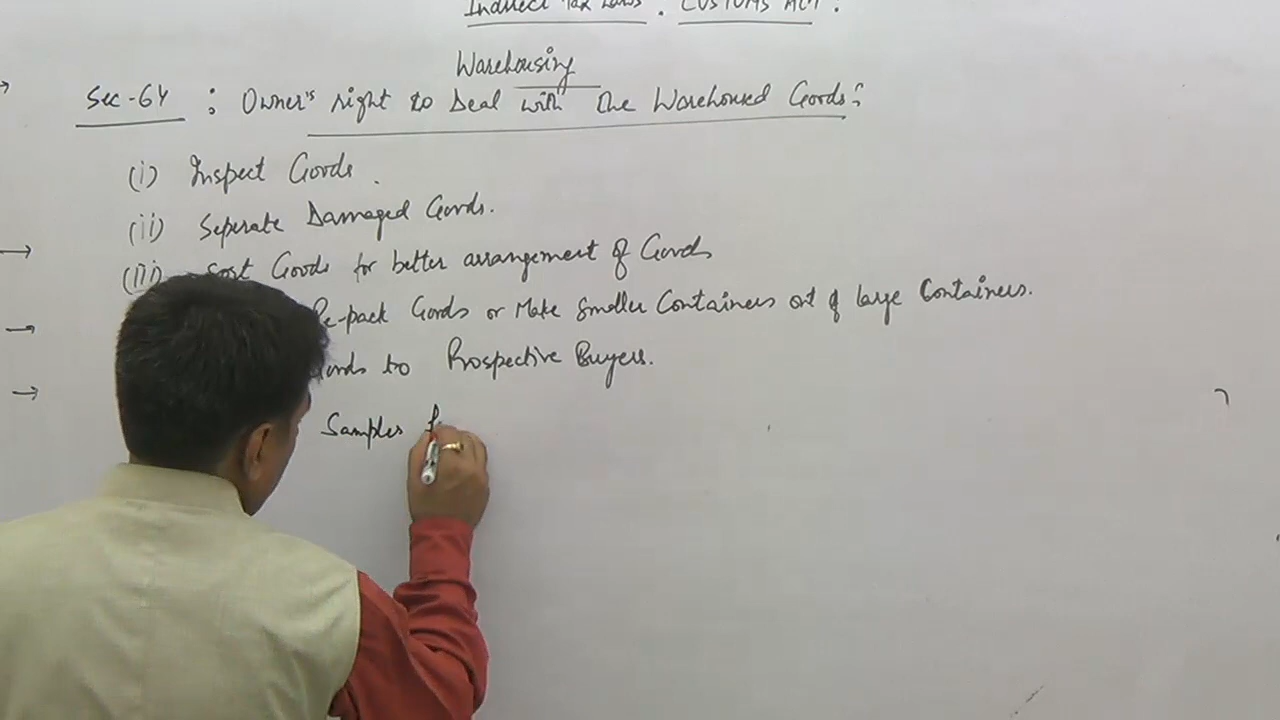 Indirect Tax Laws. CUSTOMS ACT.
Warehousing
Sec-64 : Owner's right to Deal with the Warehoused Goods:
(i) Inspect Goods.
(ii) Seperate Damaged Goods.
(iii) Sort Goods for better arrangement of Goods
Re-pack Goods or Make Smaller Containers out of large Containers.
Goods to Prospective Buyers.
Samples